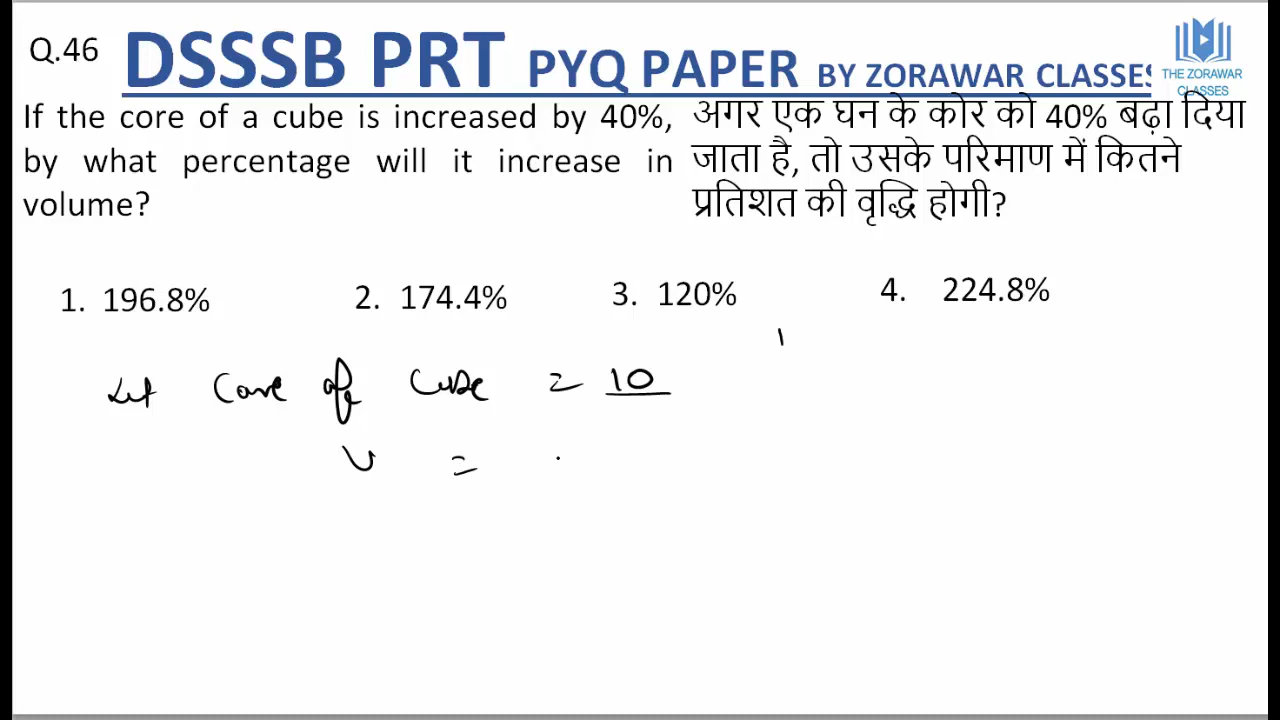 Q.46
DSSSB PRT PYQ PAPER BY ZORAWAR CLASSES
THE ZORAWAR
CLASSES
If the core of a cube is increased by 40%,
by what percentage will it increase in
volume?
अगर एक घन के कोर को 40% बढ़ा दिया
जाता है, तो उसके परिमाण में कितने
प्रतिशत की वृद्धि होगी?
1. 196.8%
2. 174.4%
3. 120%
4. 224.8%
Let Core of Cube = 10
V =